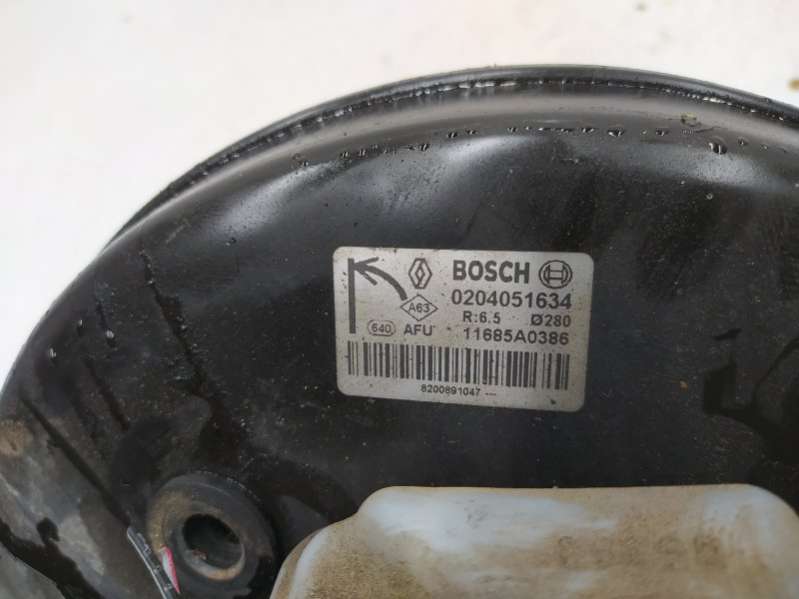 BOSCH
0204051634
A63
R:6.5 Ø280
640 AFU 11685A0386
8200891047 ---